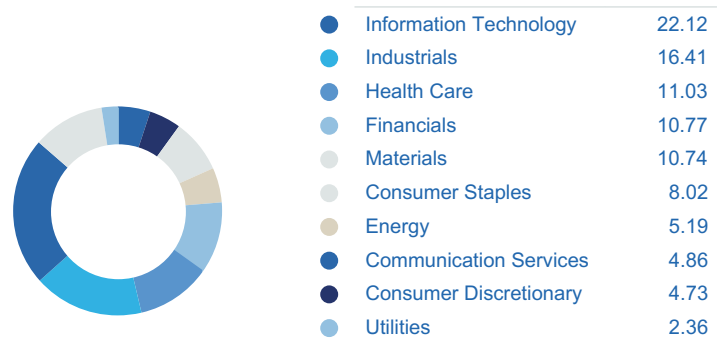 Information Technology 22.12
Industrials 16.41
Health Care 11.03
Financials 10.77
Materials 10.74
Consumer Staples 8.02
Energy 5.19
Communication Services 4.86
Consumer Discretionary 4.73
Utilities 2.36